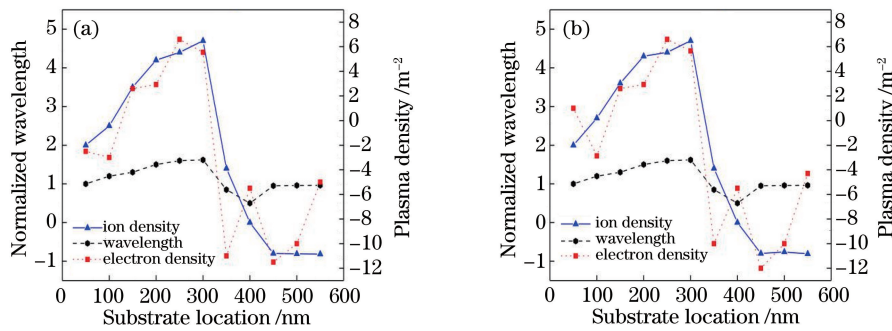 (a)
Normalized wavelength
5
4
3
2
1
0
−1
8
6
4
2
0
−2
−4
−6
−8
−10
−12
Plasma density /m⁻²
ion density
wavelength
electron density
0 100 200 300 400 500 600
Substrate location /nm
(b)
Normalized wavelength
5
4
3
2
1
0
−1
8
6
4
2
0
−2
−4
−6
−8
−10
−12
Plasma density /m⁻²
ion density
wavelength
electron density
0 100 200 300 400 500 600
Substrate location /nm